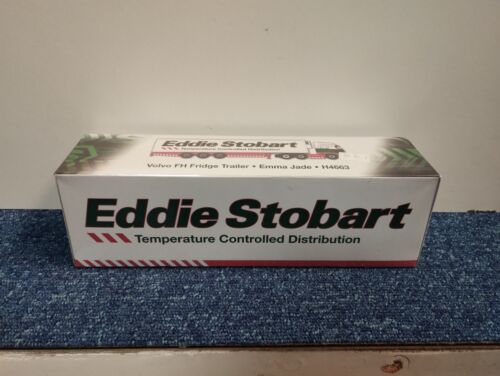 Eddie Stobart
Temperature Controlled Distribution
Volvo FH Fridge Trailer • Emma Jade • H4663
Eddie Stobart
Temperature Controlled Distribution